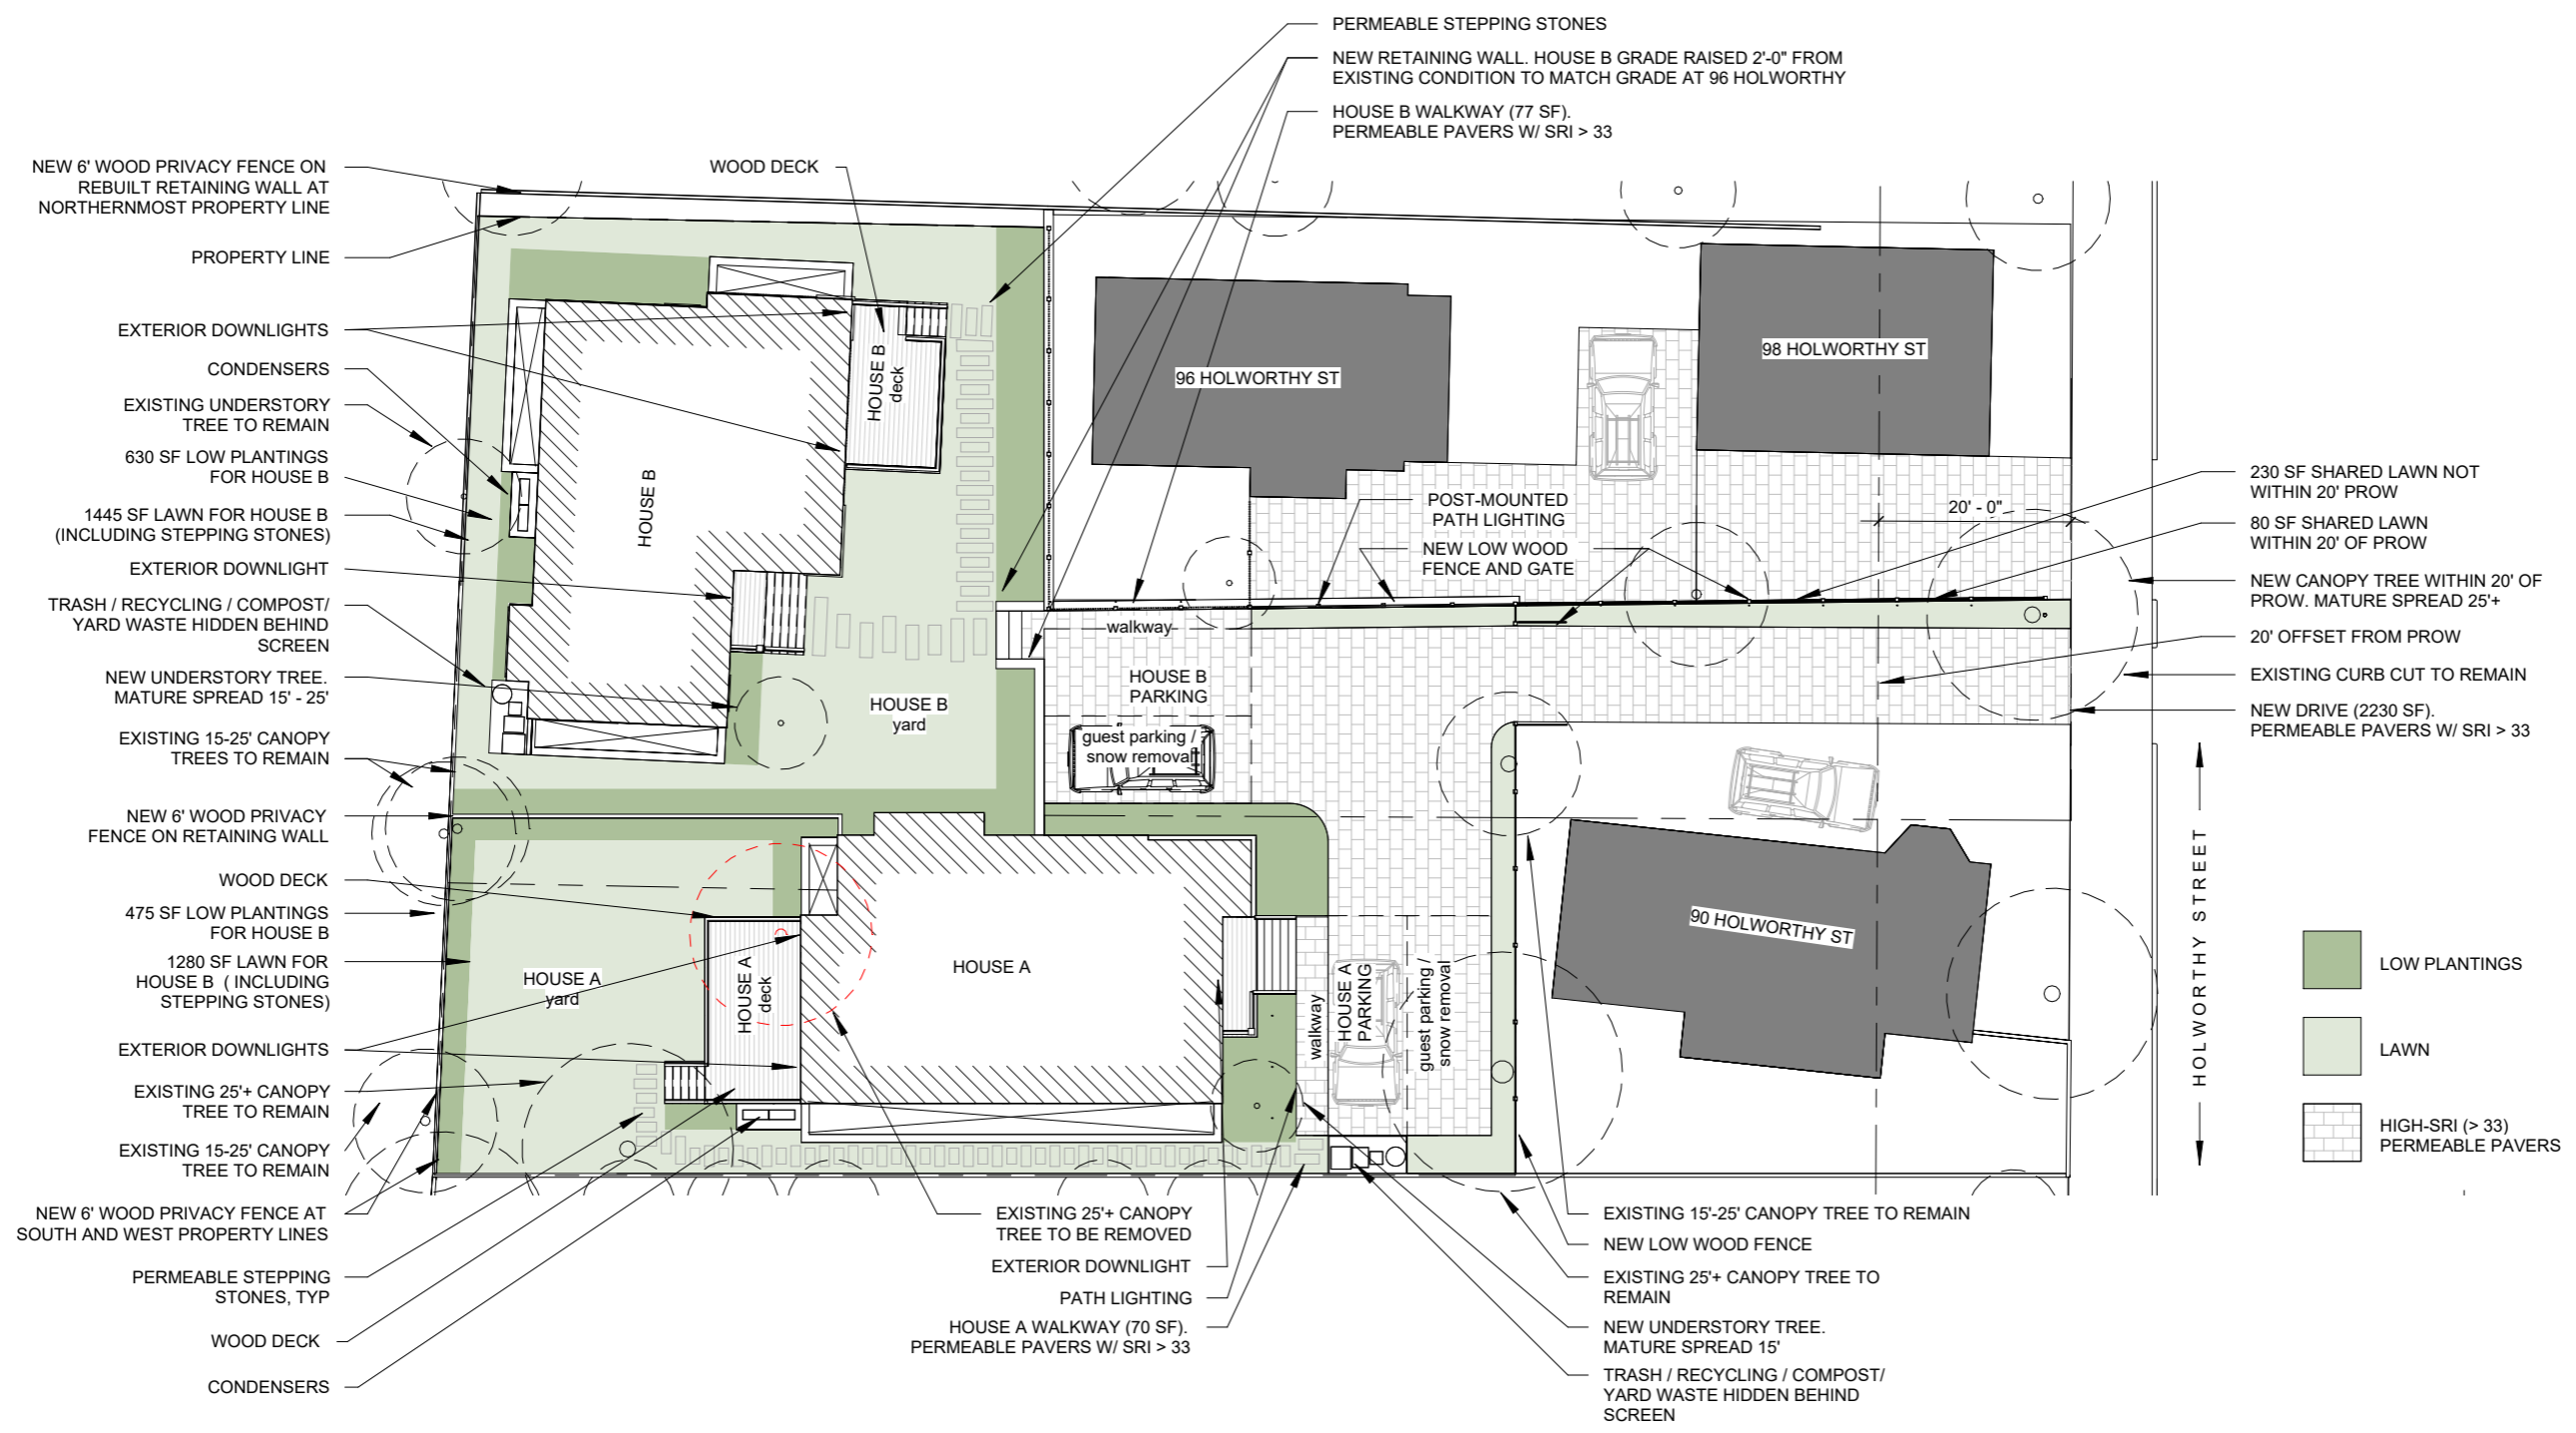 PERMEABLE STEPPING STONES
NEW RETAINING WALL. HOUSE B GRADE RAISED 2'-0" FROM
EXISTING CONDITION TO MATCH GRADE AT 96 HOLWORTHY
HOUSE B WALKWAY (77 SF).
PERMEABLE PAVERS W/ SRI > 33
WOOD DECK
NEW 6' WOOD PRIVACY FENCE ON
REBUILT RETAINING WALL AT
NORTHERNMOST PROPERTY LINE
PROPERTY LINE
EXTERIOR DOWNLIGHTS
CONDENSERS
EXISTING UNDERSTORY
TREE TO REMAIN
630 SF LOW PLANTINGS
FOR HOUSE B
1445 SF LAWN FOR HOUSE B
(INCLUDING STEPPING STONES)
EXTERIOR DOWNLIGHT
TRASH / RECYCLING / COMPOST/
YARD WASTE HIDDEN BEHIND
SCREEN
NEW UNDERSTORY TREE.
MATURE SPREAD 15' - 25'
EXISTING 15-25' CANOPY
TREES TO REMAIN
NEW 6' WOOD PRIVACY
FENCE ON RETAINING WALL
WOOD DECK
475 SF LOW PLANTINGS
FOR HOUSE B
1280 SF LAWN FOR
HOUSE B ( INCLUDING
STEPPING STONES)
EXTERIOR DOWNLIGHTS
EXISTING 25'+ CANOPY
TREE TO REMAIN
EXISTING 15-25' CANOPY
TREE TO REMAIN
NEW 6' WOOD PRIVACY FENCE AT
SOUTH AND WEST PROPERTY LINES
PERMEABLE STEPPING
STONES, TYP
WOOD DECK
CONDENSERS
HOUSE B
HOUSE B
deck
HOUSE B
yard
walkway
HOUSE B
PARKING
guest parking /
snow removal
HOUSE A
yard
HOUSE A
deck
HOUSE A
walkway
HOUSE A
PARKING
guest parking
snow removal
96 HOLWORTHY ST
98 HOLWORTHY ST
90 HOLWORTHY ST
POST-MOUNTED
PATH LIGHTING
NEW LOW WOOD
FENCE AND GATE
20' - 0"
230 SF SHARED LAWN NOT
WITHIN 20' PROW
80 SF SHARED LAWN
WITHIN 20' OF PROW
NEW CANOPY TREE WITHIN 20' OF
PROW. MATURE SPREAD 25'+
20' OFFSET FROM PROW
EXISTING CURB CUT TO REMAIN
NEW DRIVE (2230 SF).
PERMEABLE PAVERS W/ SRI > 33
HOLWORTHY STREET
LOW PLANTINGS
LAWN
HIGH-SRI (> 33)
PERMEABLE PAVERS
EXISTING 25'+ CANOPY
TREE TO BE REMOVED
EXTERIOR DOWNLIGHT
PATH LIGHTING
HOUSE A WALKWAY (70 SF).
PERMEABLE PAVERS W/ SRI > 33
EXISTING 15'-25' CANOPY TREE TO REMAIN
NEW LOW WOOD FENCE
EXISTING 25'+ CANOPY TREE TO
REMAIN
NEW UNDERSTORY TREE.
MATURE SPREAD 15'
TRASH / RECYCLING / COMPOST/
YARD WASTE HIDDEN BEHIND
SCREEN